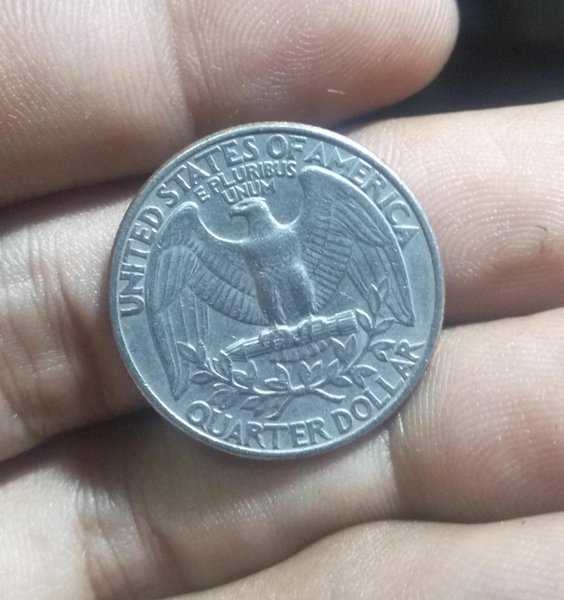 UNITED STATES OF AMERICA
E PLURIBUS
UNUM
QUARTER DOLLAR